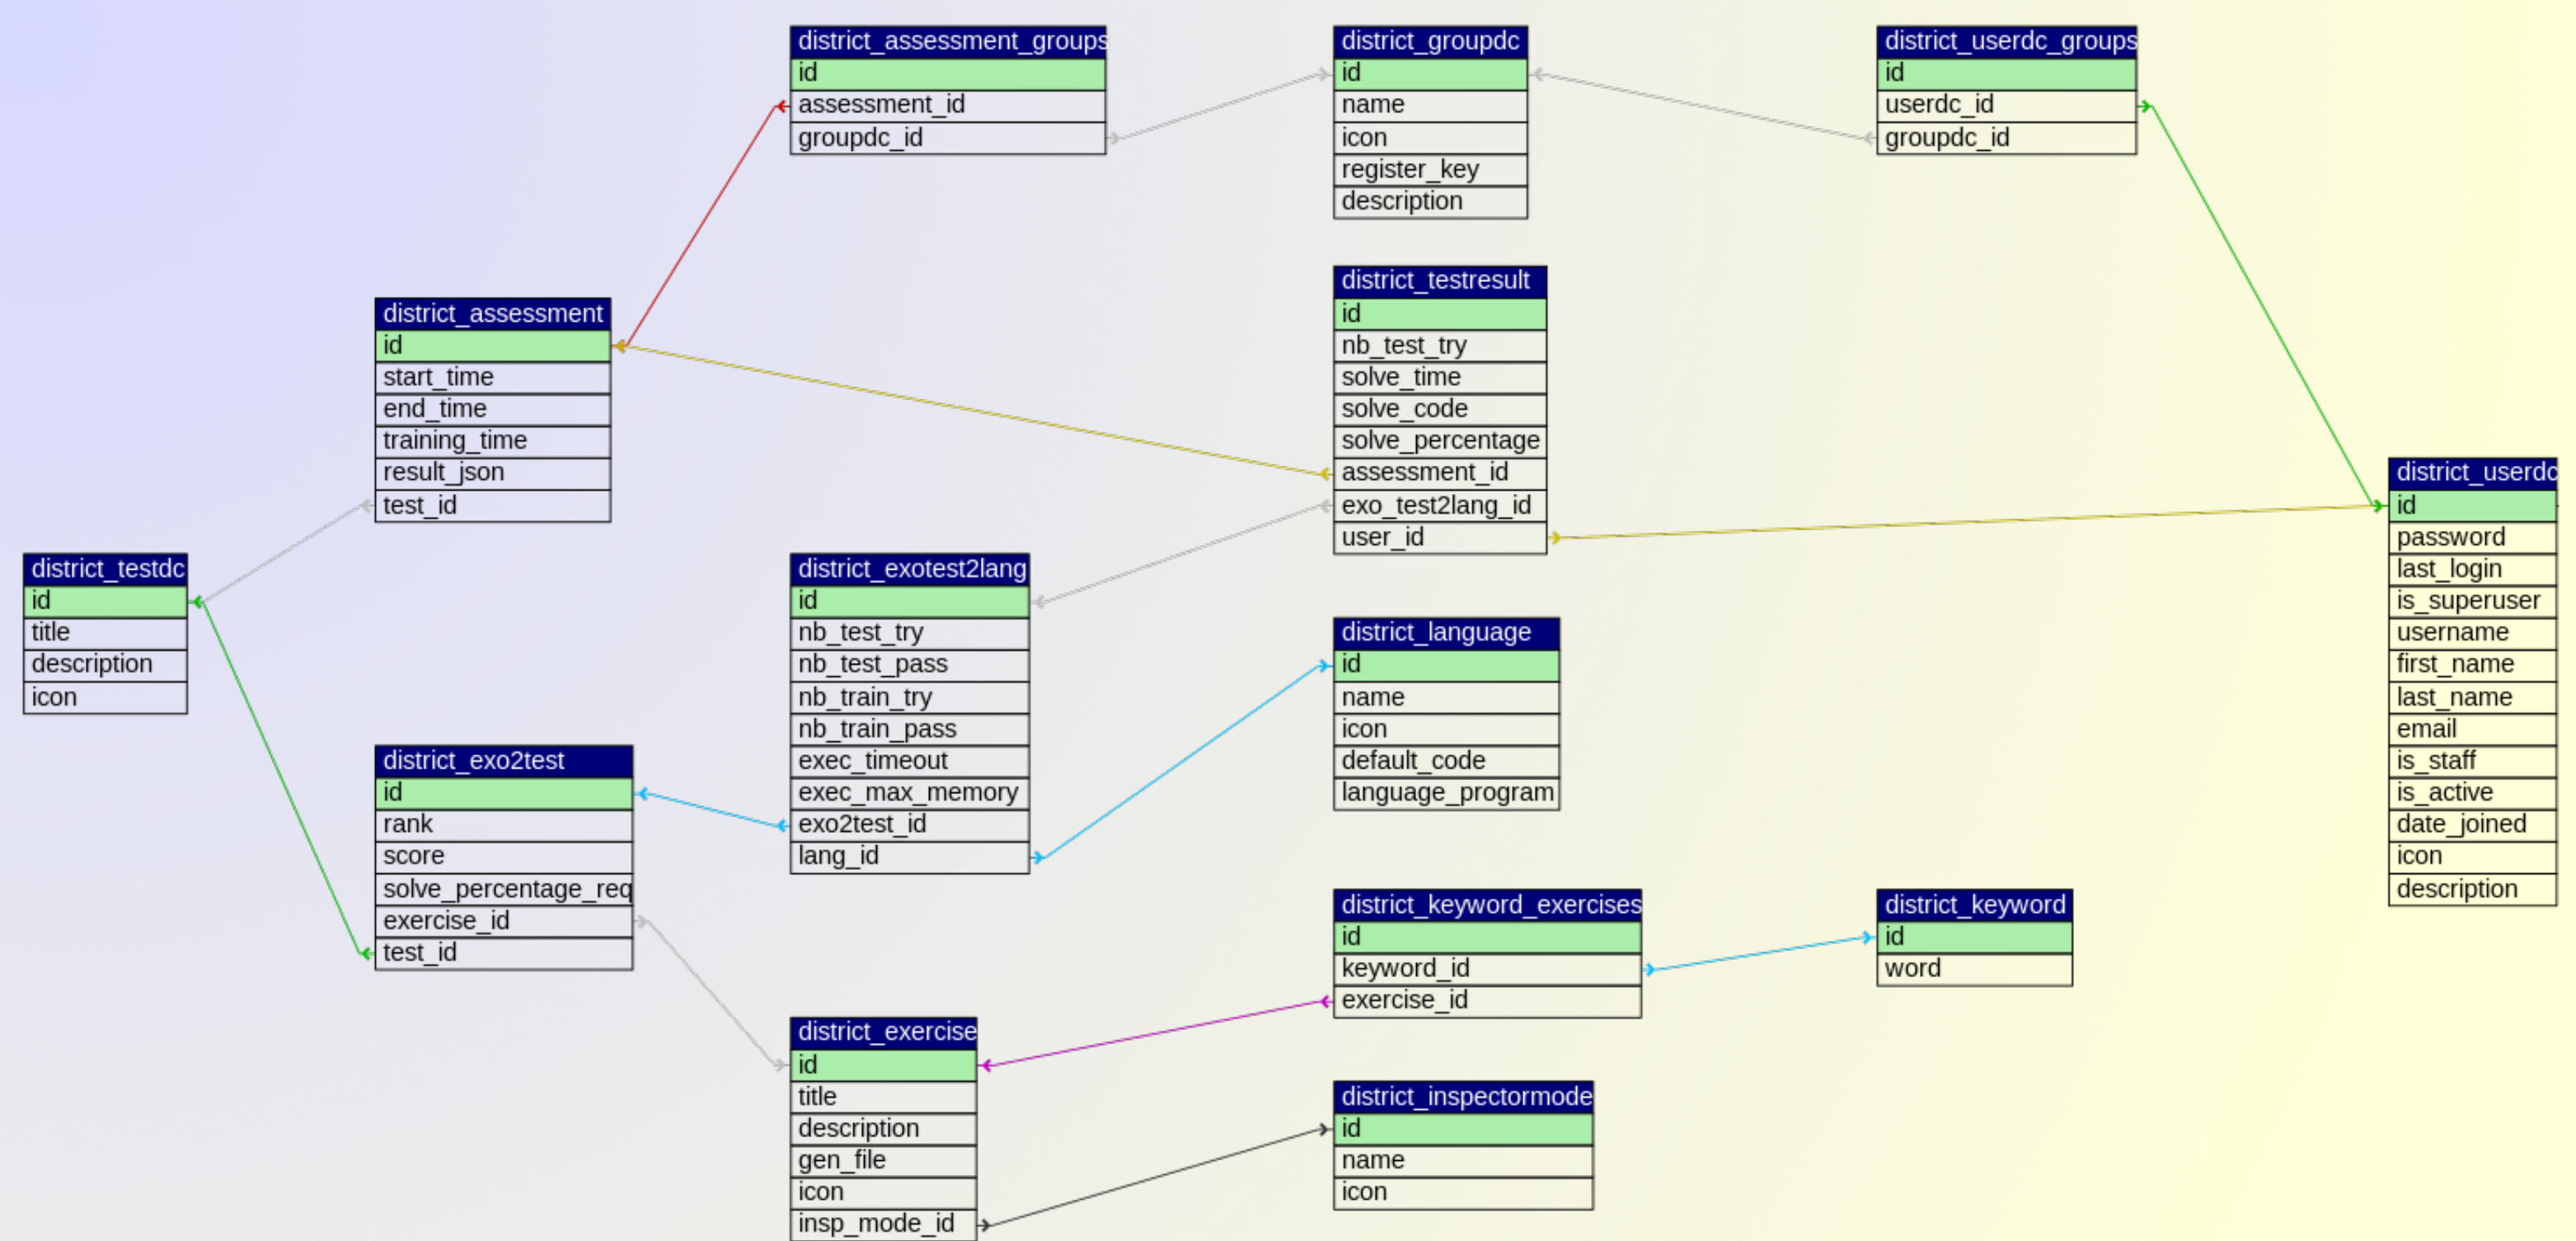 district_assessment_groups
id
assessment_id
groupdc_id
district_groupdc
id
name
icon
register_key
description
district_userdc_groups
id
userdc_id
groupdc_id
district_assessment
id
start_time
end_time
training_time
result_json
test_id
district_testresult
id
nb_test_try
solve_time
solve_code
solve_percentage
assessment_id
exo_test2lang_id
user_id
district_userdc
id
password
last_login
is_superuser
username
first_name
last_name
email
is_staff
is_active
date_joined
icon
description
district_testdc
id
title
description
icon
district_exotest2lang
id
nb_test_try
nb_test_pass
nb_train_try
nb_train_pass
exec_timeout
exec_max_memory
exo2test_id
lang_id
district_language
id
name
icon
default_code
language_program
district_exo2test
id
rank
score
solve_percentage_req
exercise_id
test_id
district_keyword_exercises
id
keyword_id
exercise_id
district_keyword
id
word
district_exercise
id
title
description
gen_file
icon
insp_mode_id
district_inspectormode
id
name
icon